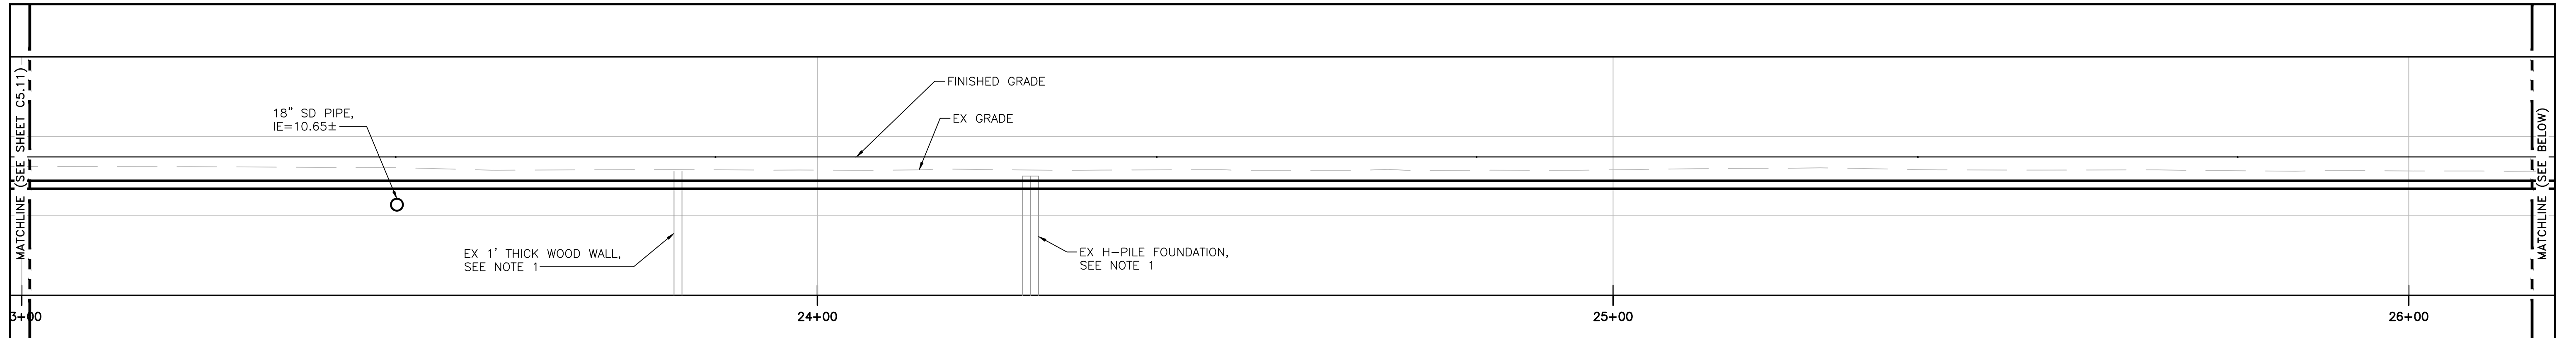 MATCHLINE (SEE SHEET C5.11)
18" SD PIPE,
IE=10.65±
FINISHED GRADE
EX GRADE
EX 1' THICK WOOD WALL,
SEE NOTE 1
EX H-PILE FOUNDATION,
SEE NOTE 1
MATCHLINE (SEE BELOW)
3+00
24+00
25+00
26+00